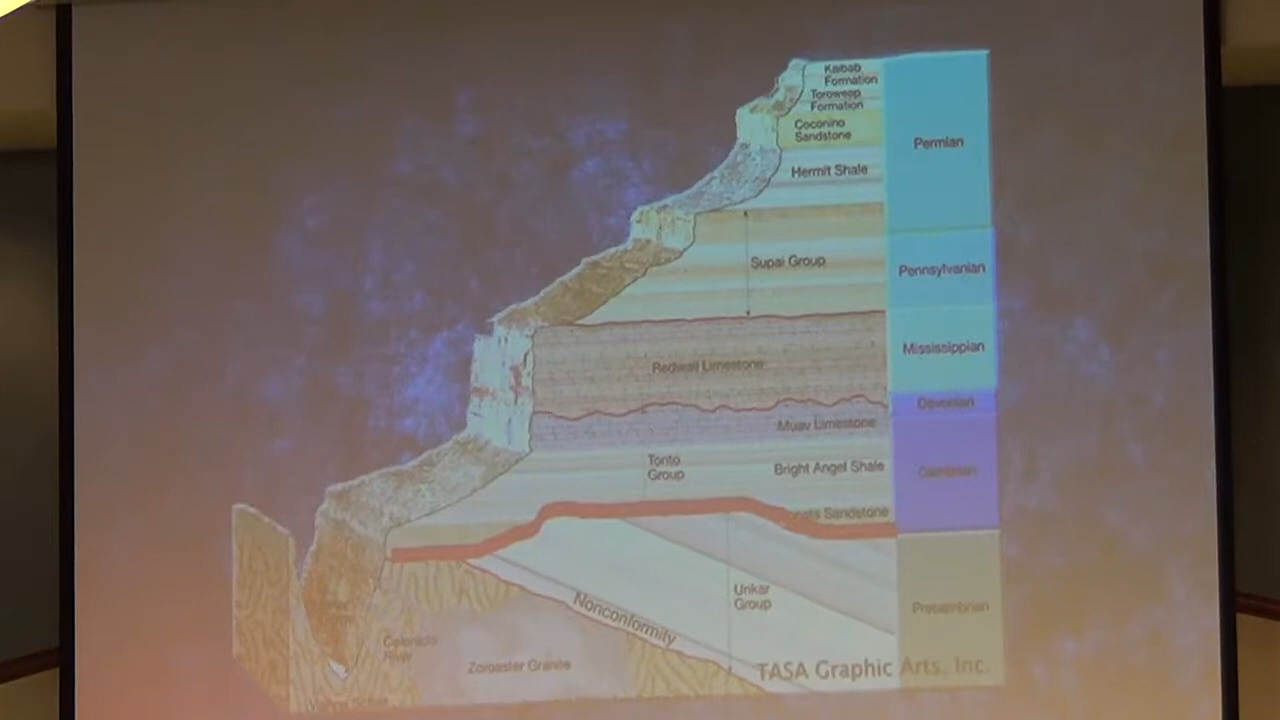 Kaibab
Formation
Toroweap
Formation
Coconino
Sandstone
Permian
Hermit Shale
Supai Group
Pennsylvanian
Mississippian
Redwall Limestone
Devonian
Muav Limestone
Tonto
Group
Bright Angel Shale
Cambrian
Sandstone
Unkar
Group
Nonconformity
Precambrian
Colorado
River
Zoroaster Granite
TASA Graphic Arts, Inc.